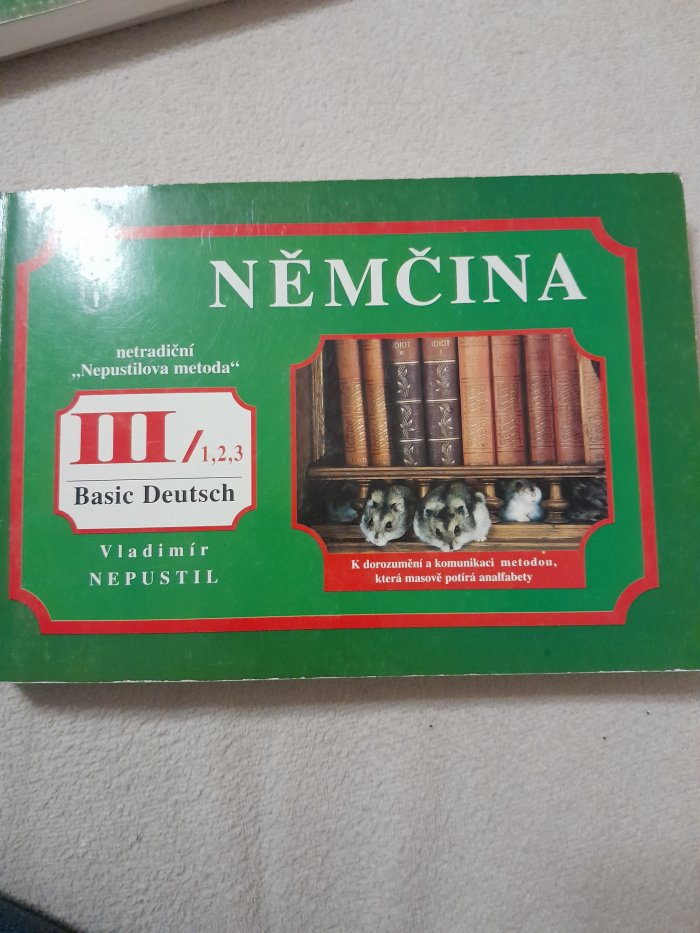 NĚMČINA
netradiční
„Nepustilova metoda“
III/1,2,3
Basic Deutsch
Vladimír
NEPUSTIL
IDIOT
II
IDIOT
I
K dorozumění a komunikaci metodou,
která masově potírá analfabety